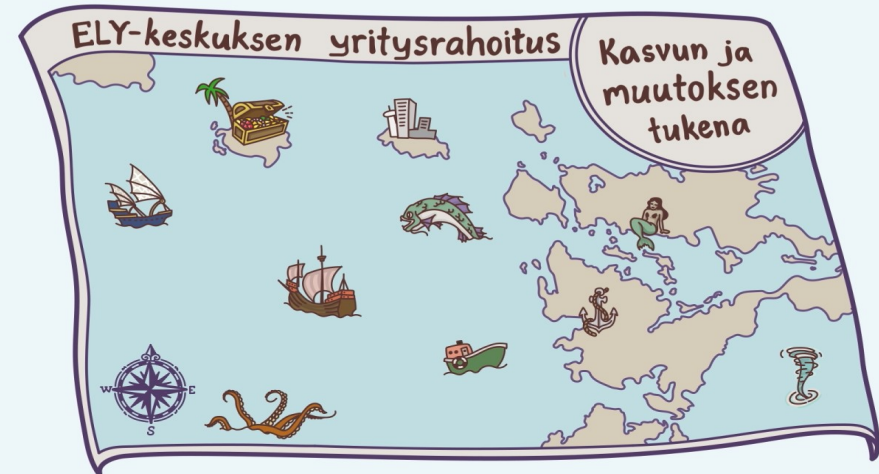 ELY-keskuksen yritysrahoitus
Kasvun ja
muutoksen
tukena
W E
S